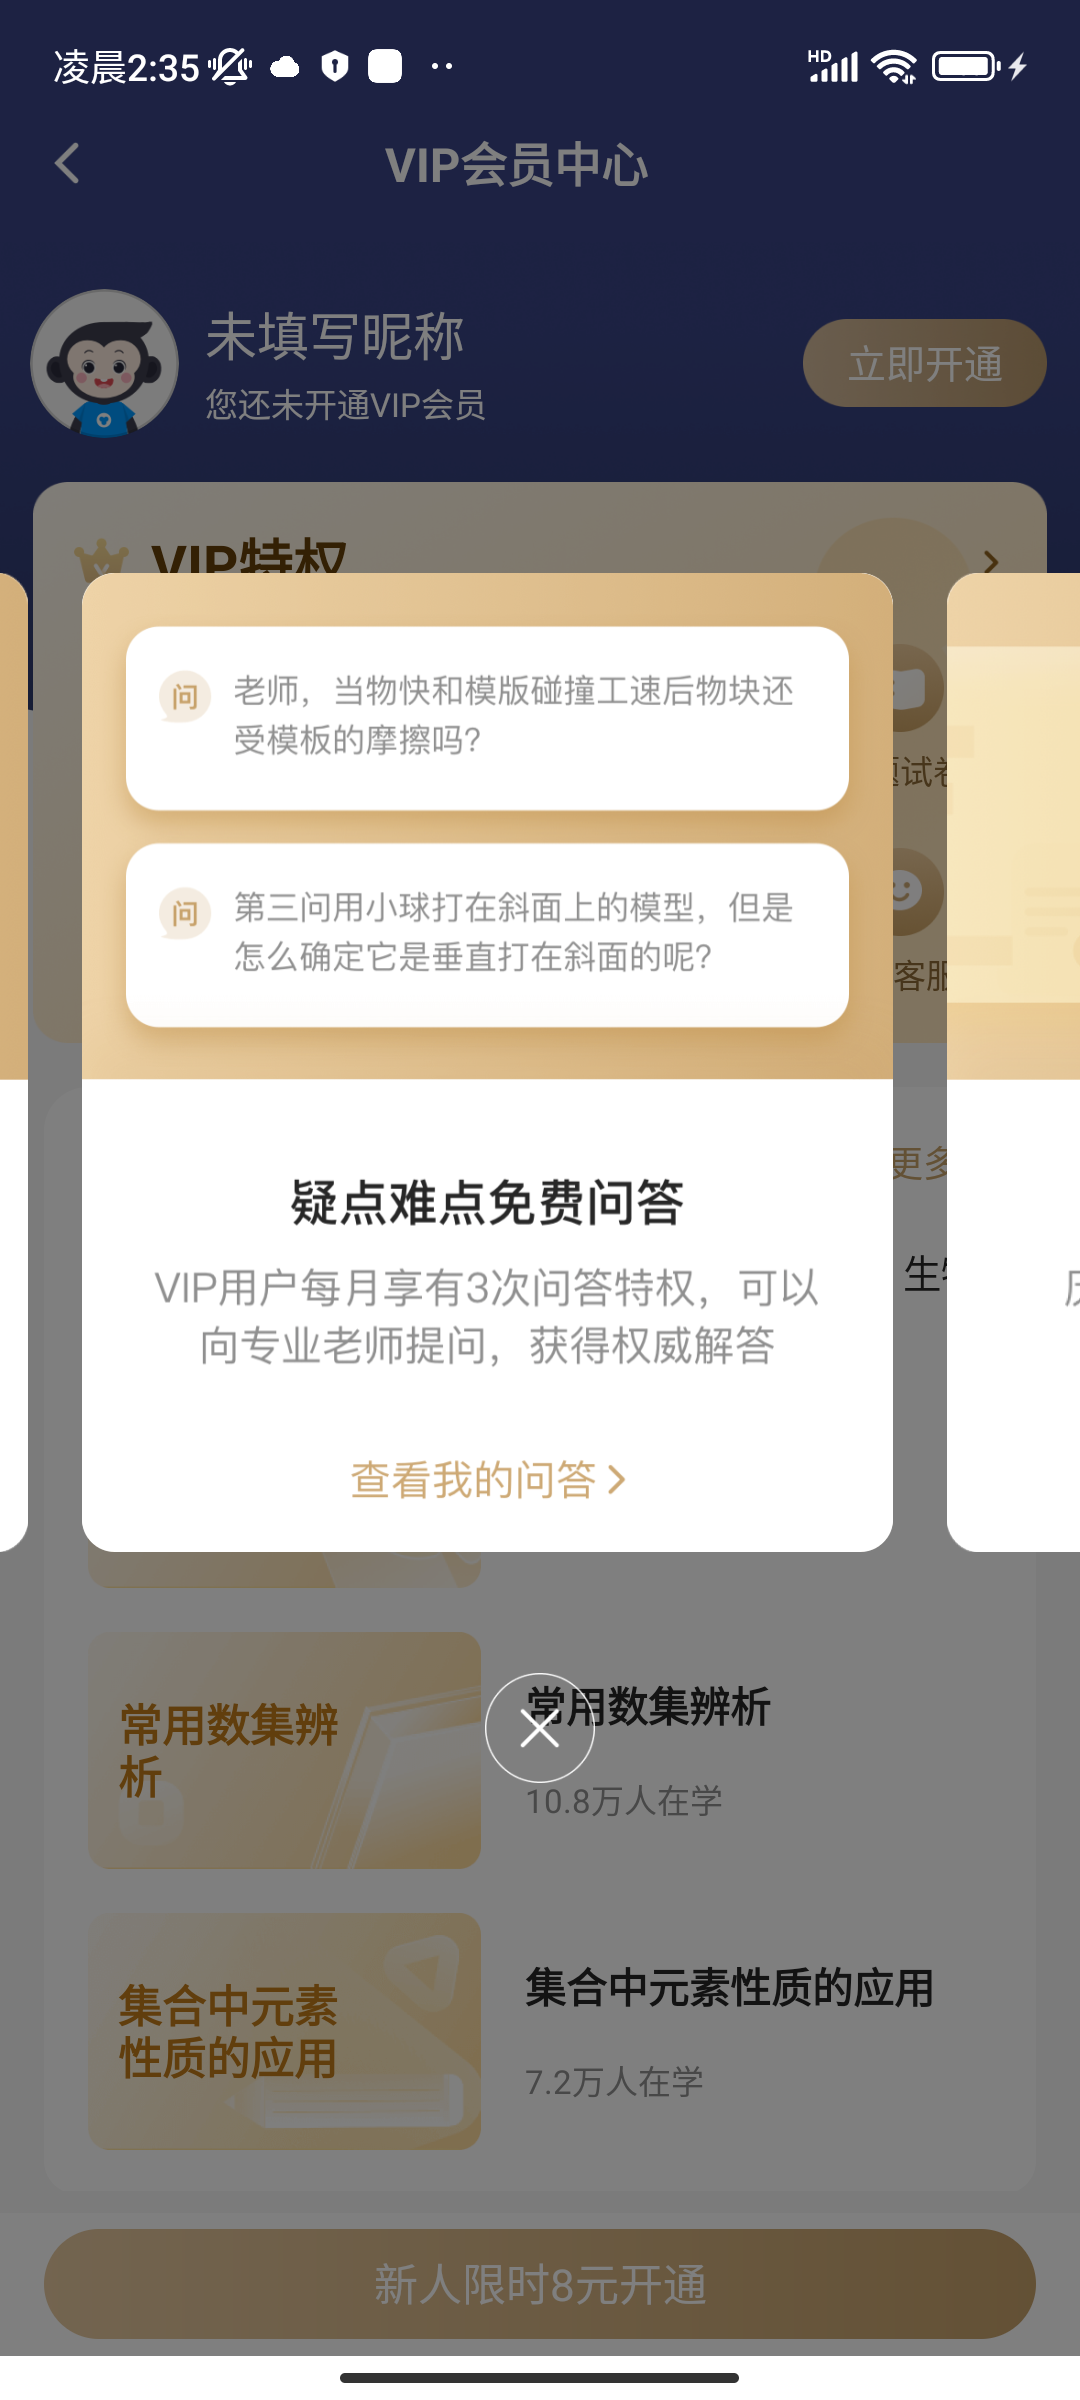 凌晨2:35
HD
VIP会员中心
未填写昵称
您还未开通VIP会员
立即开通
VIP特权
问
老师，当物快和模版碰撞工速后物块还
受模板的摩擦吗?
问
第三问用小球打在斜面上的模型，但是
怎么确定它是垂直打在斜面的呢?
试卷
客服
更多
生物
疑点难点免费问答
VIP用户每月享有3次问答特权，可以
向专业老师提问，获得权威解答
查看我的问答
常用数集辨
析
常用数集辨析
10.8万人在学
集合中元素
性质的应用
集合中元素性质的应用
7.2万人在学
新人限时8元开通